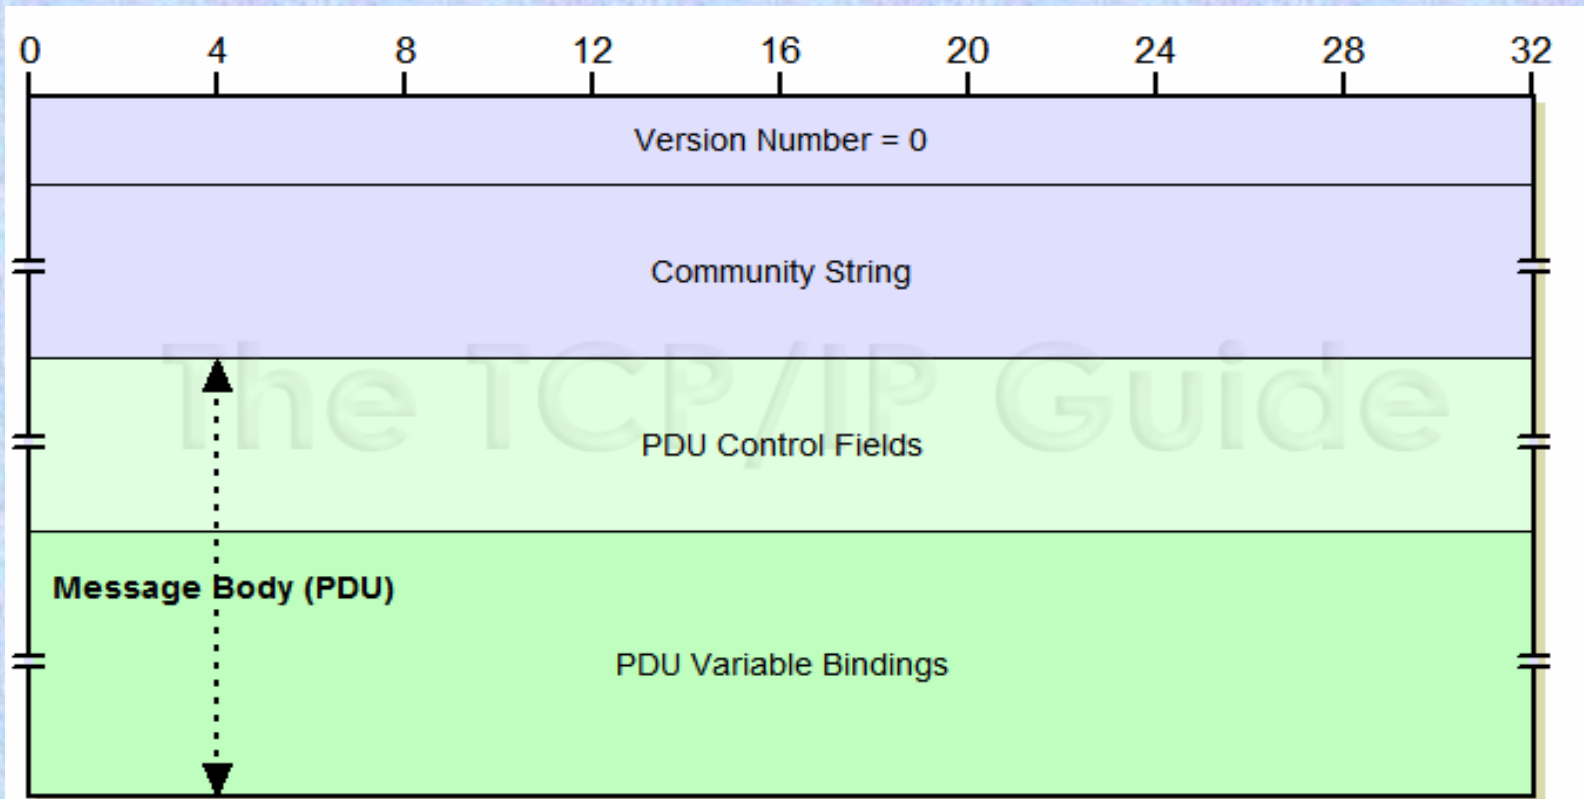 0 4 8 12 16 20 24 28 32
Version Number = 0
Community String
The TCP/IP Guide
PDU Control Fields
Message Body (PDU)
PDU Variable Bindings